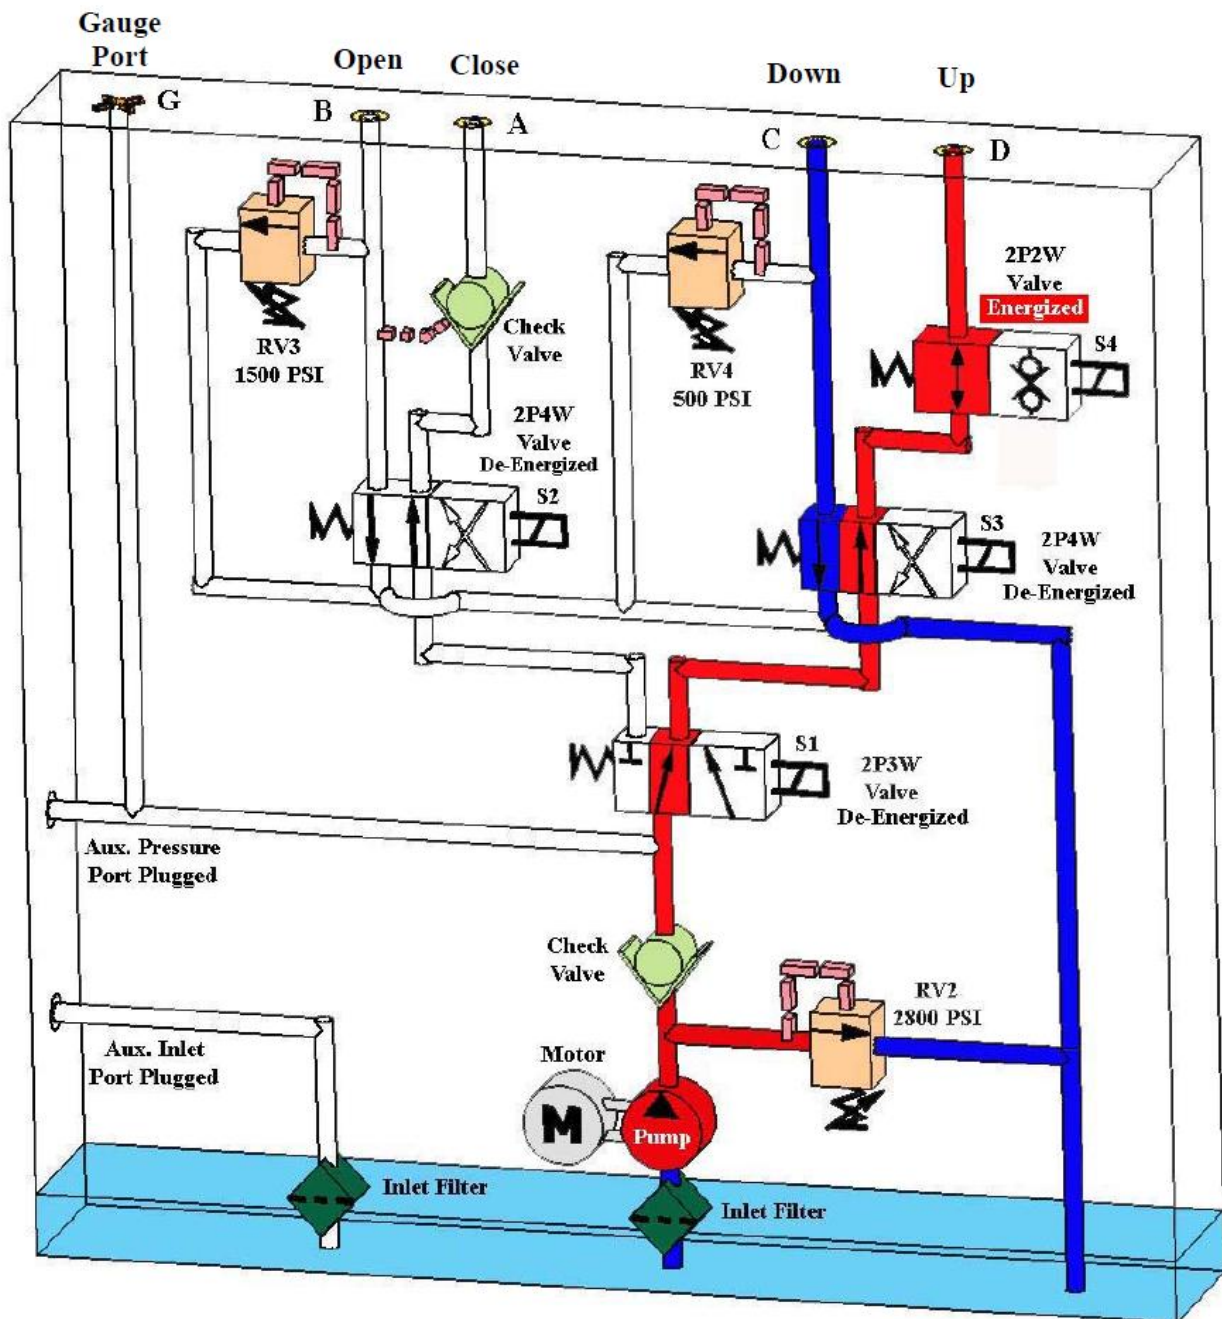 Gauge
Port
Open
Close
Down
Up
G
B
A
C
D
2P2W
Valve
Energized
S4
RV3
1500 PSI
Check
Valve
RV4
500 PSI
2P4W
Valve
De-Energized
S2
S3
2P4W
Valve
De-Energized
S1
2P3W
Valve
De-Energized
Aux. Pressure
Port Plugged
Check
Valve
RV2
2800 PSI
Aux. Inlet
Port Plugged
Motor
M
Pump
Inlet Filter
Inlet Filter